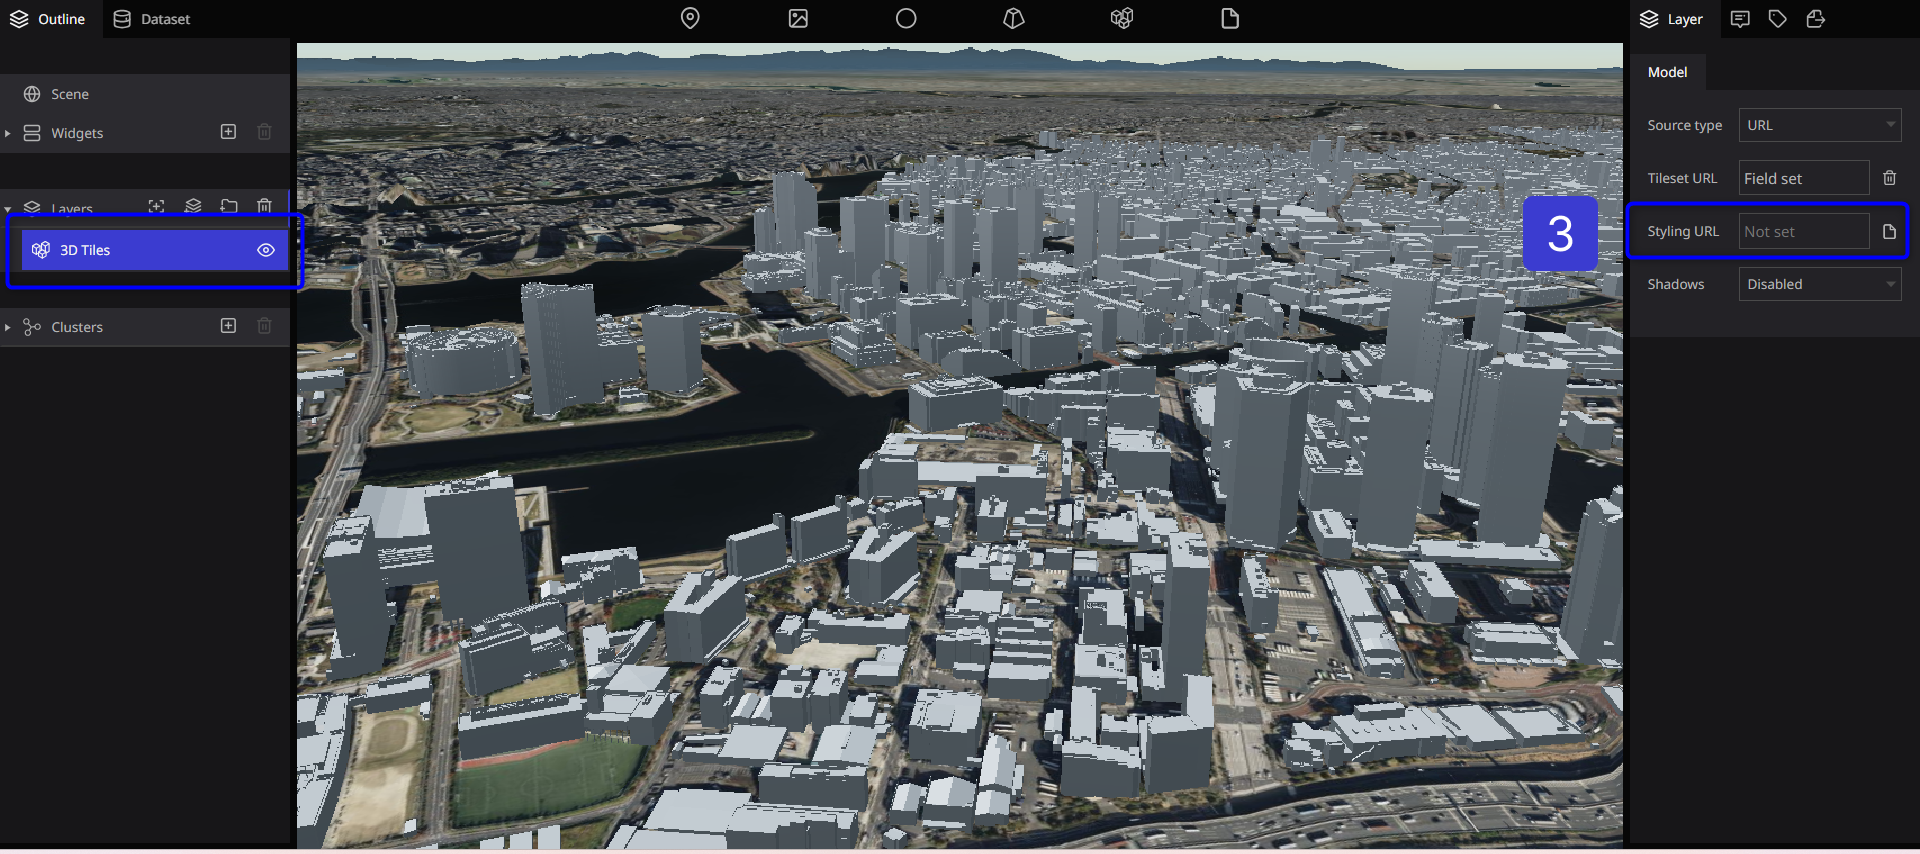 Outline
Dataset
Scene
Widgets
Layers
3D Tiles
Clusters
3
Layer
Model
Source type
URL
Tileset URL
Field set
Styling URL
Not set
Shadows
Disabled